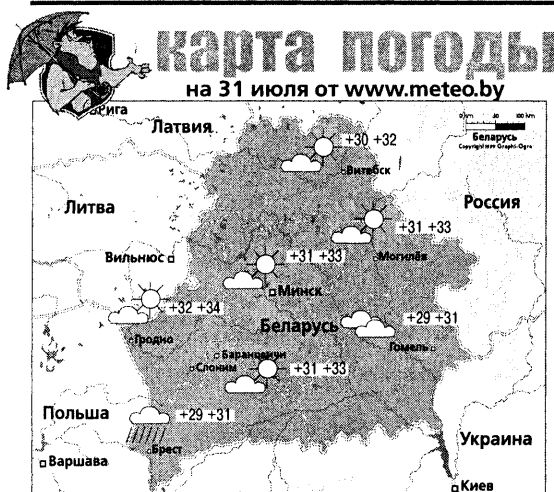 карта погоды
на 31 июля от www.meteo.by
Рига
Латвия
+30 +32
Беларусь
Витебск
Литва
Россия
+31 +33
Вильнюс
Могилёв
+31 +33
Минск
+32 +34
Беларусь
+29 +31
Гродно
Гомель
Барановичи
Слоним
+31 +33
Польша
+29 +31
Украина
Брест
Варшава
Киев